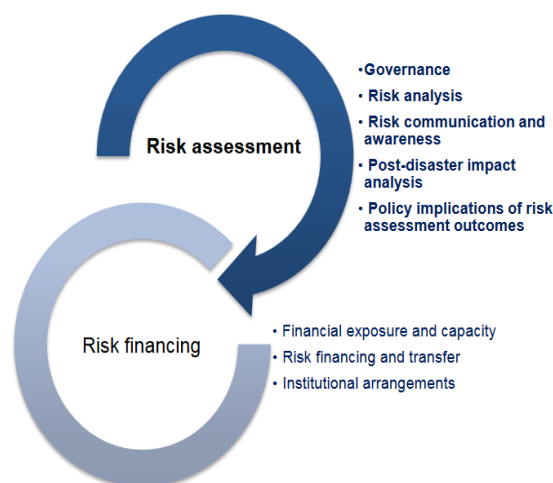 Risk assessment
• Governance
• Risk analysis
• Risk communication and
awareness
• Post-disaster impact
analysis
• Policy implications of risk
assessment outcomes
Risk financing
• Financial exposure and capacity
• Risk financing and transfer
• Institutional arrangements